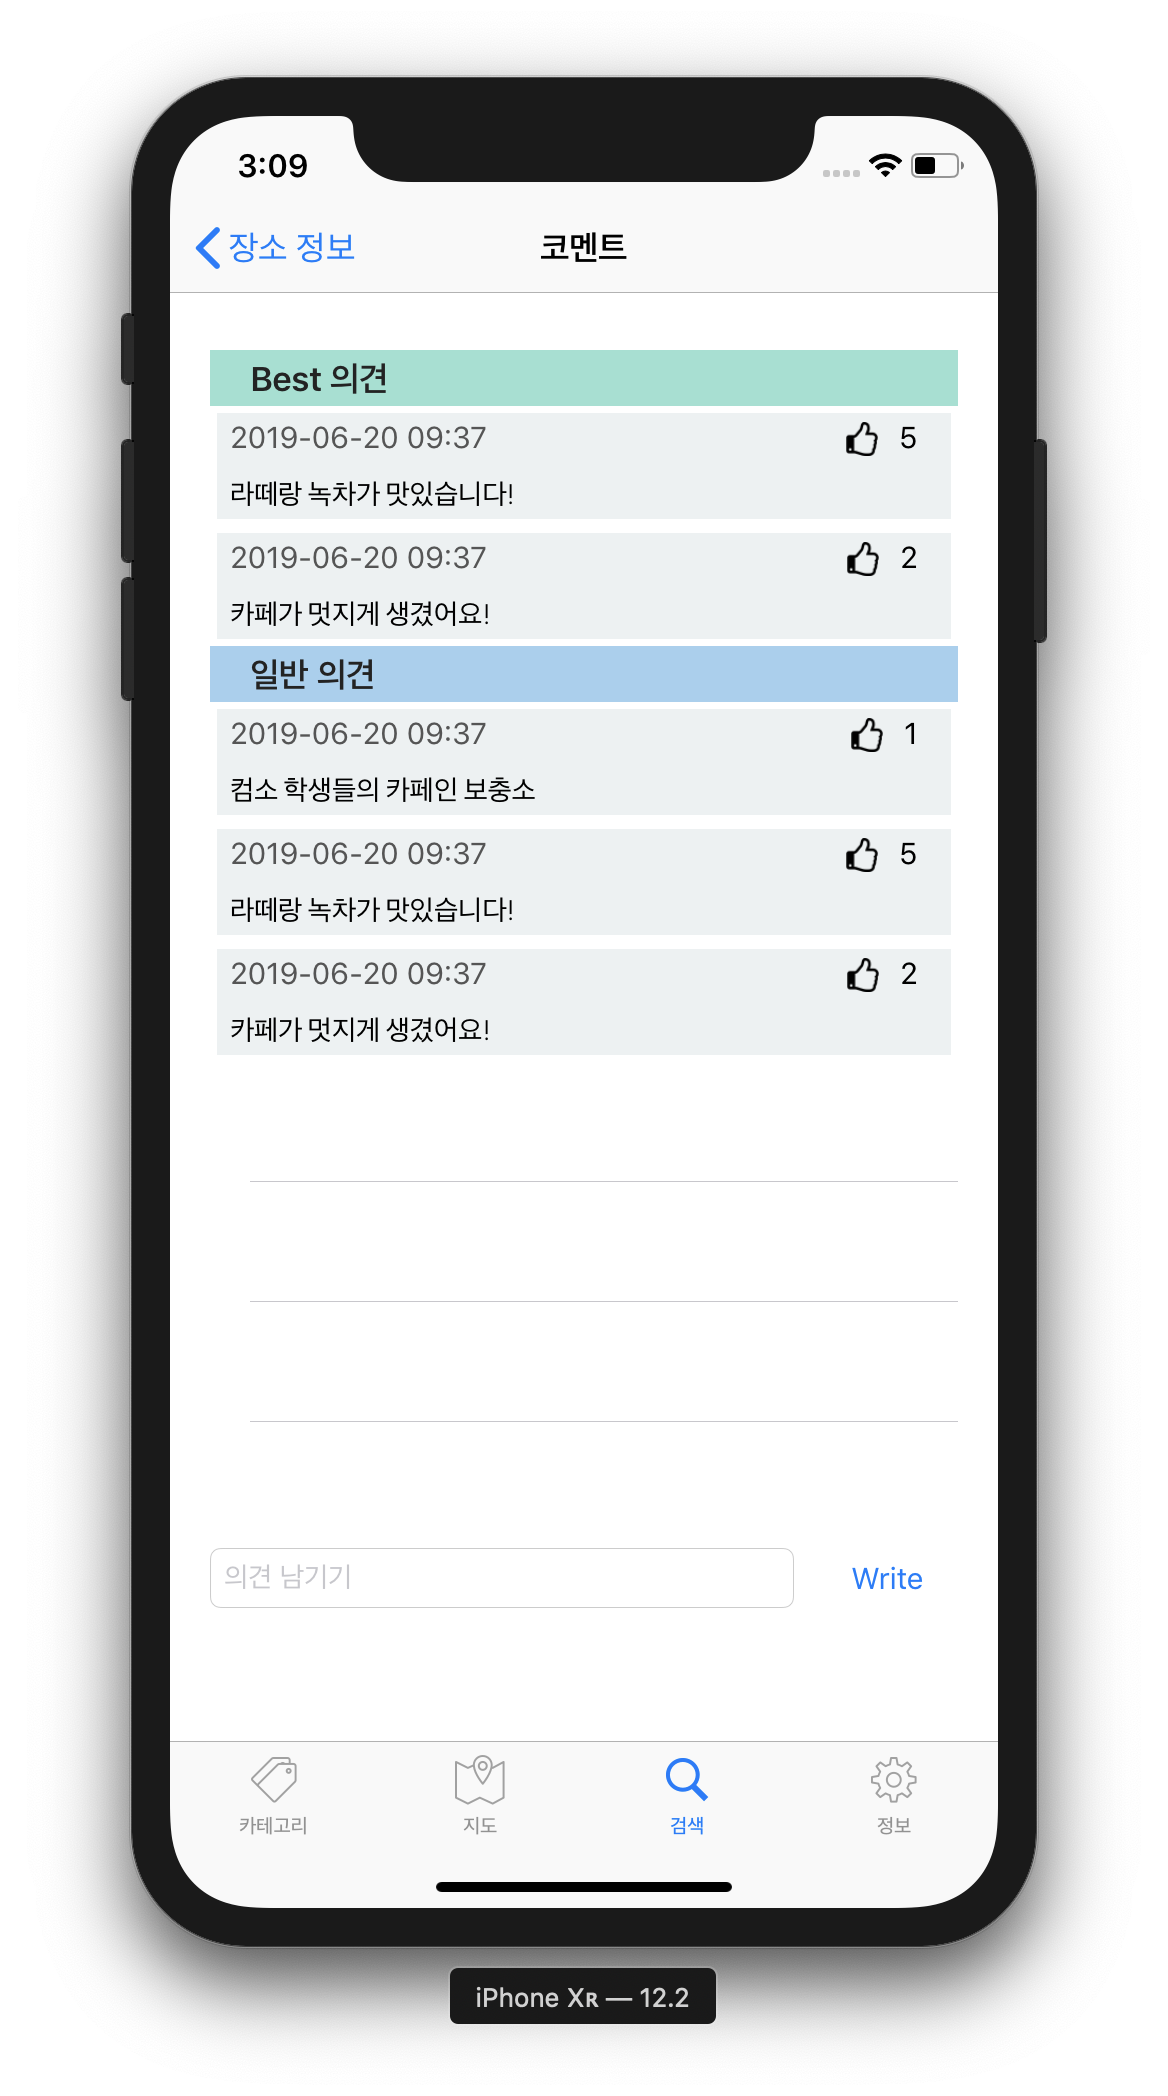 3:09
장소 정보
코멘트
Best 의견
2019-06-20 09:37 5
라떼랑 녹차가 맛있습니다!
2019-06-20 09:37 2
카페가 멋지게 생겼어요!
일반 의견
2019-06-20 09:37 1
컴소 학생들의 카페인 보충소
2019-06-20 09:37 5
라떼랑 녹차가 맛있습니다!
2019-06-20 09:37 2
카페가 멋지게 생겼어요!
의견 남기기 Write
카테고리 지도 검색 정보
iPhone Xʀ — 12.2